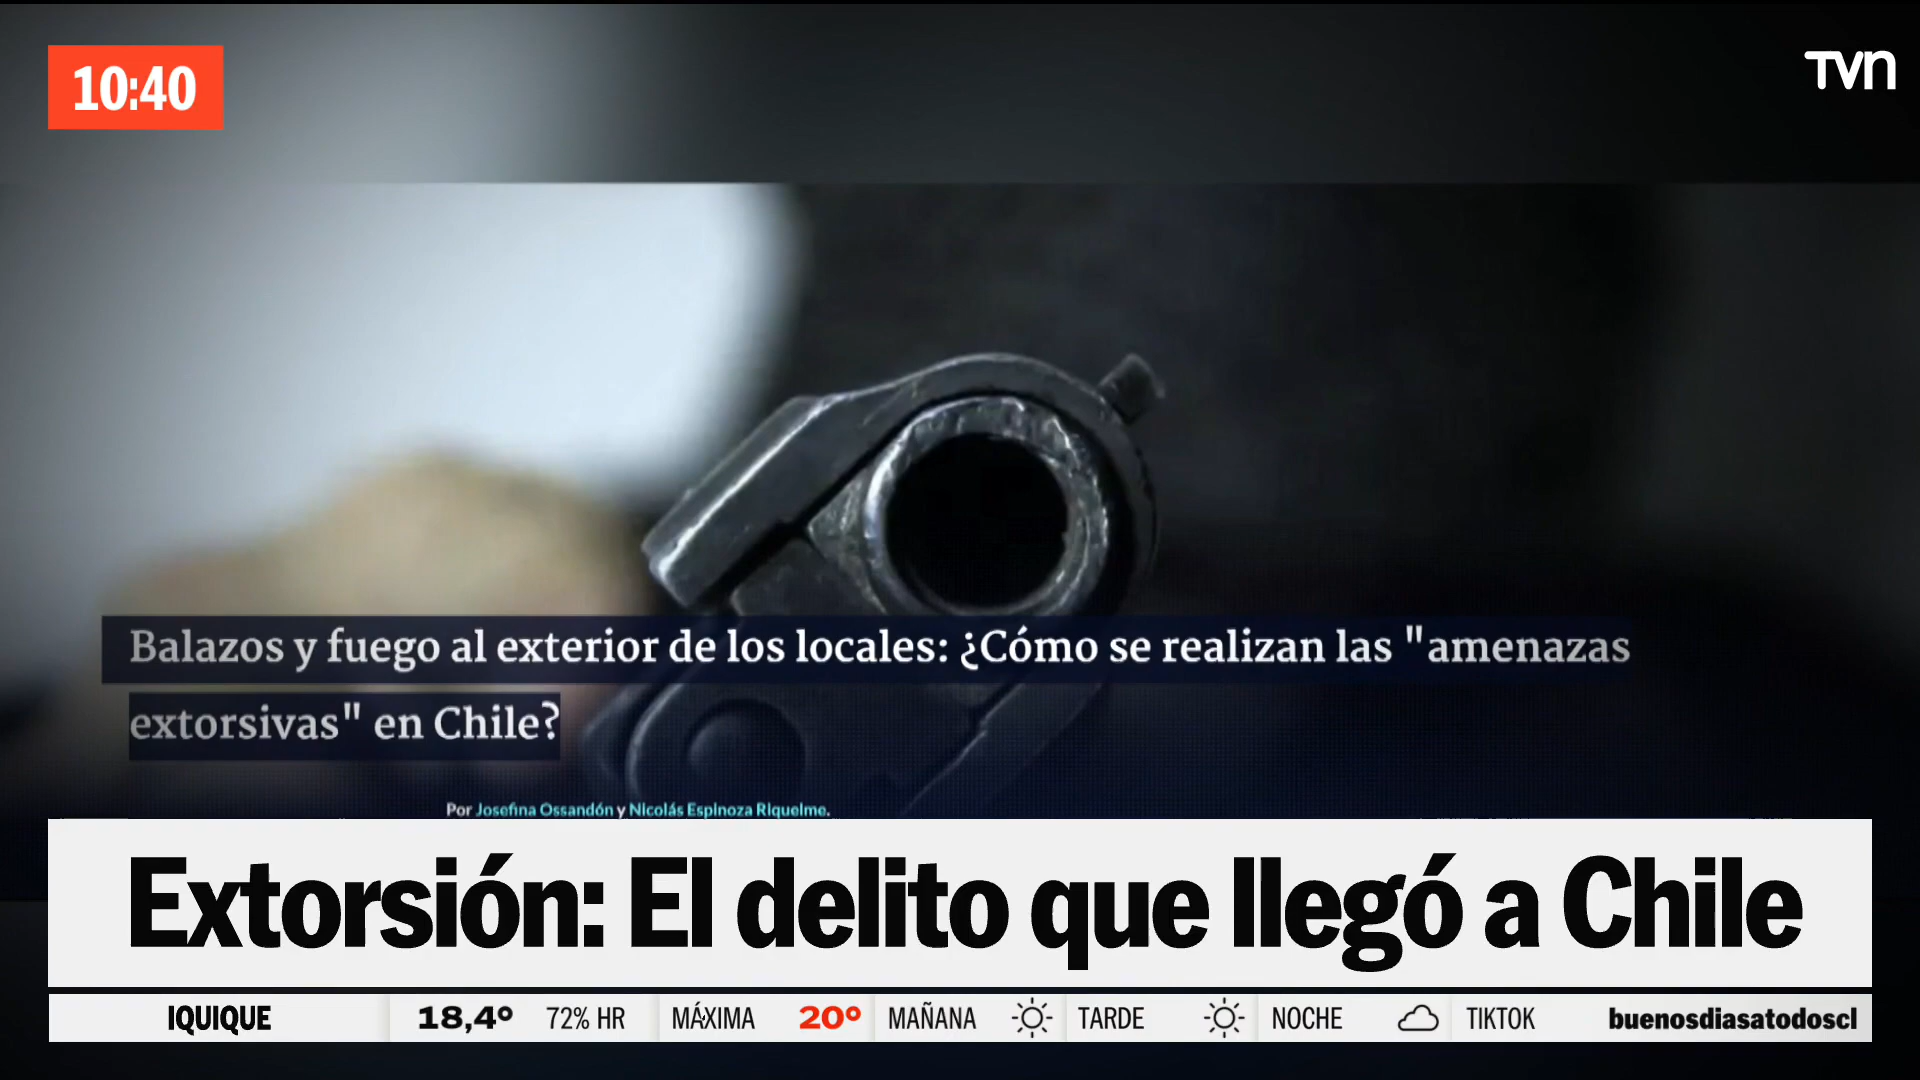 10:40
TVN
Balazos y fuego al exterior de los locales: ¿Cómo se realizan las "amenazas
extorsivas" en Chile?
Por Josefina Ossandón y Nicolás Espinoza Riquelme.
Extorsión: El delito que llegó a Chile
IQUIQUE 18,4° 72% HR MÁXIMA 20° MAÑANA TARDE NOCHE TIKTOK buenosdiasatodoscl